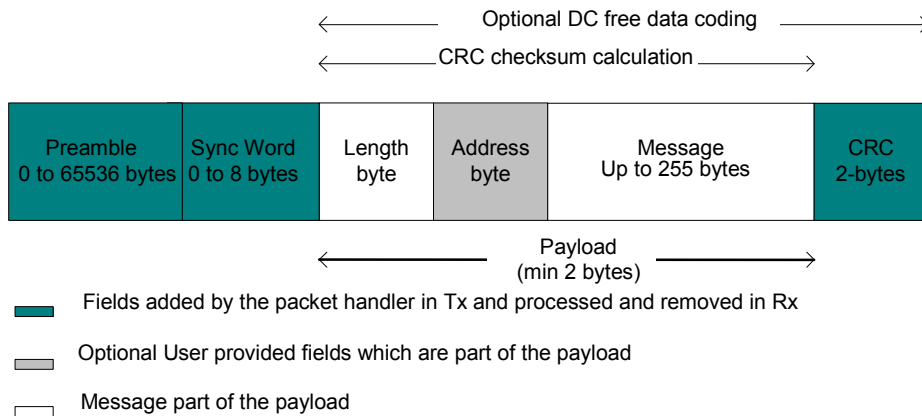 Optional DC free data coding
CRC checksum calculation
Preamble
0 to 65536 bytes
Sync Word
0 to 8 bytes
Length
byte
Address
byte
Message
Up to 255 bytes
CRC
2-bytes
Payload
(min 2 bytes)
Fields added by the packet handler in Tx and processed and removed in Rx
Optional User provided fields which are part of the payload
Message part of the payload